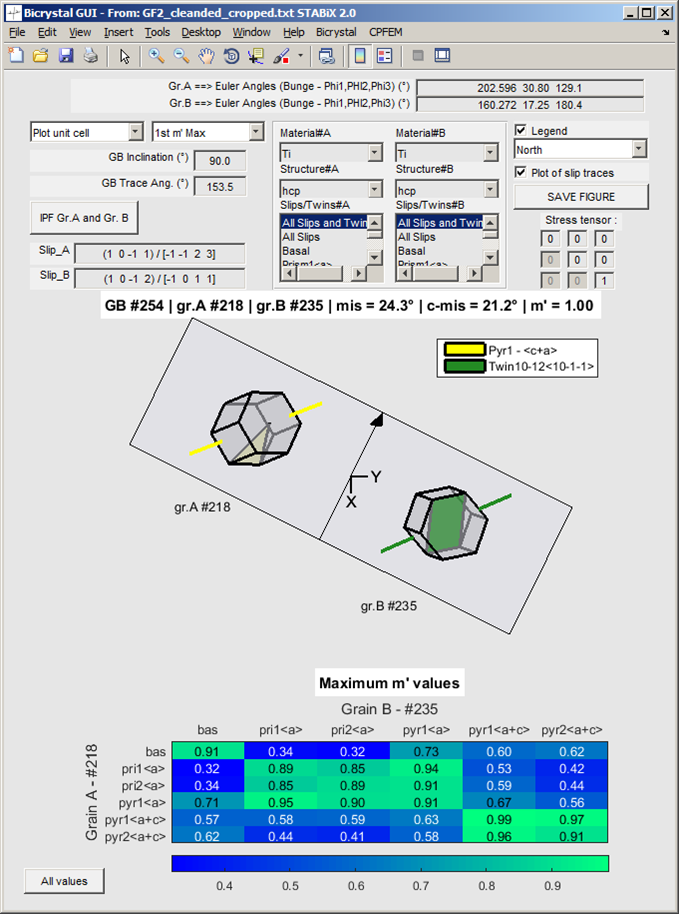 Bicrystal GUI - From: GF2_cleanded_cropped.txt STABiX 2.0
File Edit View Insert Tools Desktop Window Help Bicrystal CPFEM
Gr.A ==> Euler Angles (Bunge - Phi1,PHI2,Phi3) (°) 202.596 30.80 129.1
Gr.B ==> Euler Angles (Bunge - Phi1,PHI2,Phi3) (°) 160.272 17.25 180.4
Plot unit cell 1st m' Max
GB Inclination (°) 90.0
GB Trace Ang. (°) 153.5
IPF Gr.A and Gr. B
Slip_A (1 0 -1 1) / [-1 -1 2 3]
Slip_B (1 0 -1 2) / [-1 0 1 1]
Material#A Material#B
Ti Ti
Structure#A Structure#B
hcp hcp
Slips/Twins#A Slips/Twins#B
All Slips and Twin All Slips and Twin
All Slips All Slips
Basal Basal
Prism1<a> Prism1<a>
Legend
North
Plot of slip traces
SAVE FIGURE
Stress tensor :
0 0 0
0 0 0
0 0 1
GB #254 | gr.A #218 | gr.B #235 | mis = 24.3° | c-mis = 21.2° | m' = 1.00
Pyr1 - <c+a>
Twin10-12<10-1-1>
Y
X
gr.A #218
gr.B #235
Maximum m' values
Grain B - #235
bas pri1<a> pri2<a> pyr1<a> pyr1<a+c> pyr2<a+c>
Grain A - #218
bas 0.91 0.34 0.32 0.73 0.60 0.62
pri1<a> 0.32 0.89 0.85 0.94 0.53 0.42
pri2<a> 0.34 0.85 0.89 0.91 0.59 0.44
pyr1<a> 0.71 0.95 0.90 0.91 0.67 0.56
pyr1<a+c> 0.57 0.58 0.59 0.63 0.99 0.97
pyr2<a+c> 0.62 0.44 0.41 0.58 0.96 0.91
All values
0.4 0.5 0.6 0.7 0.8 0.9